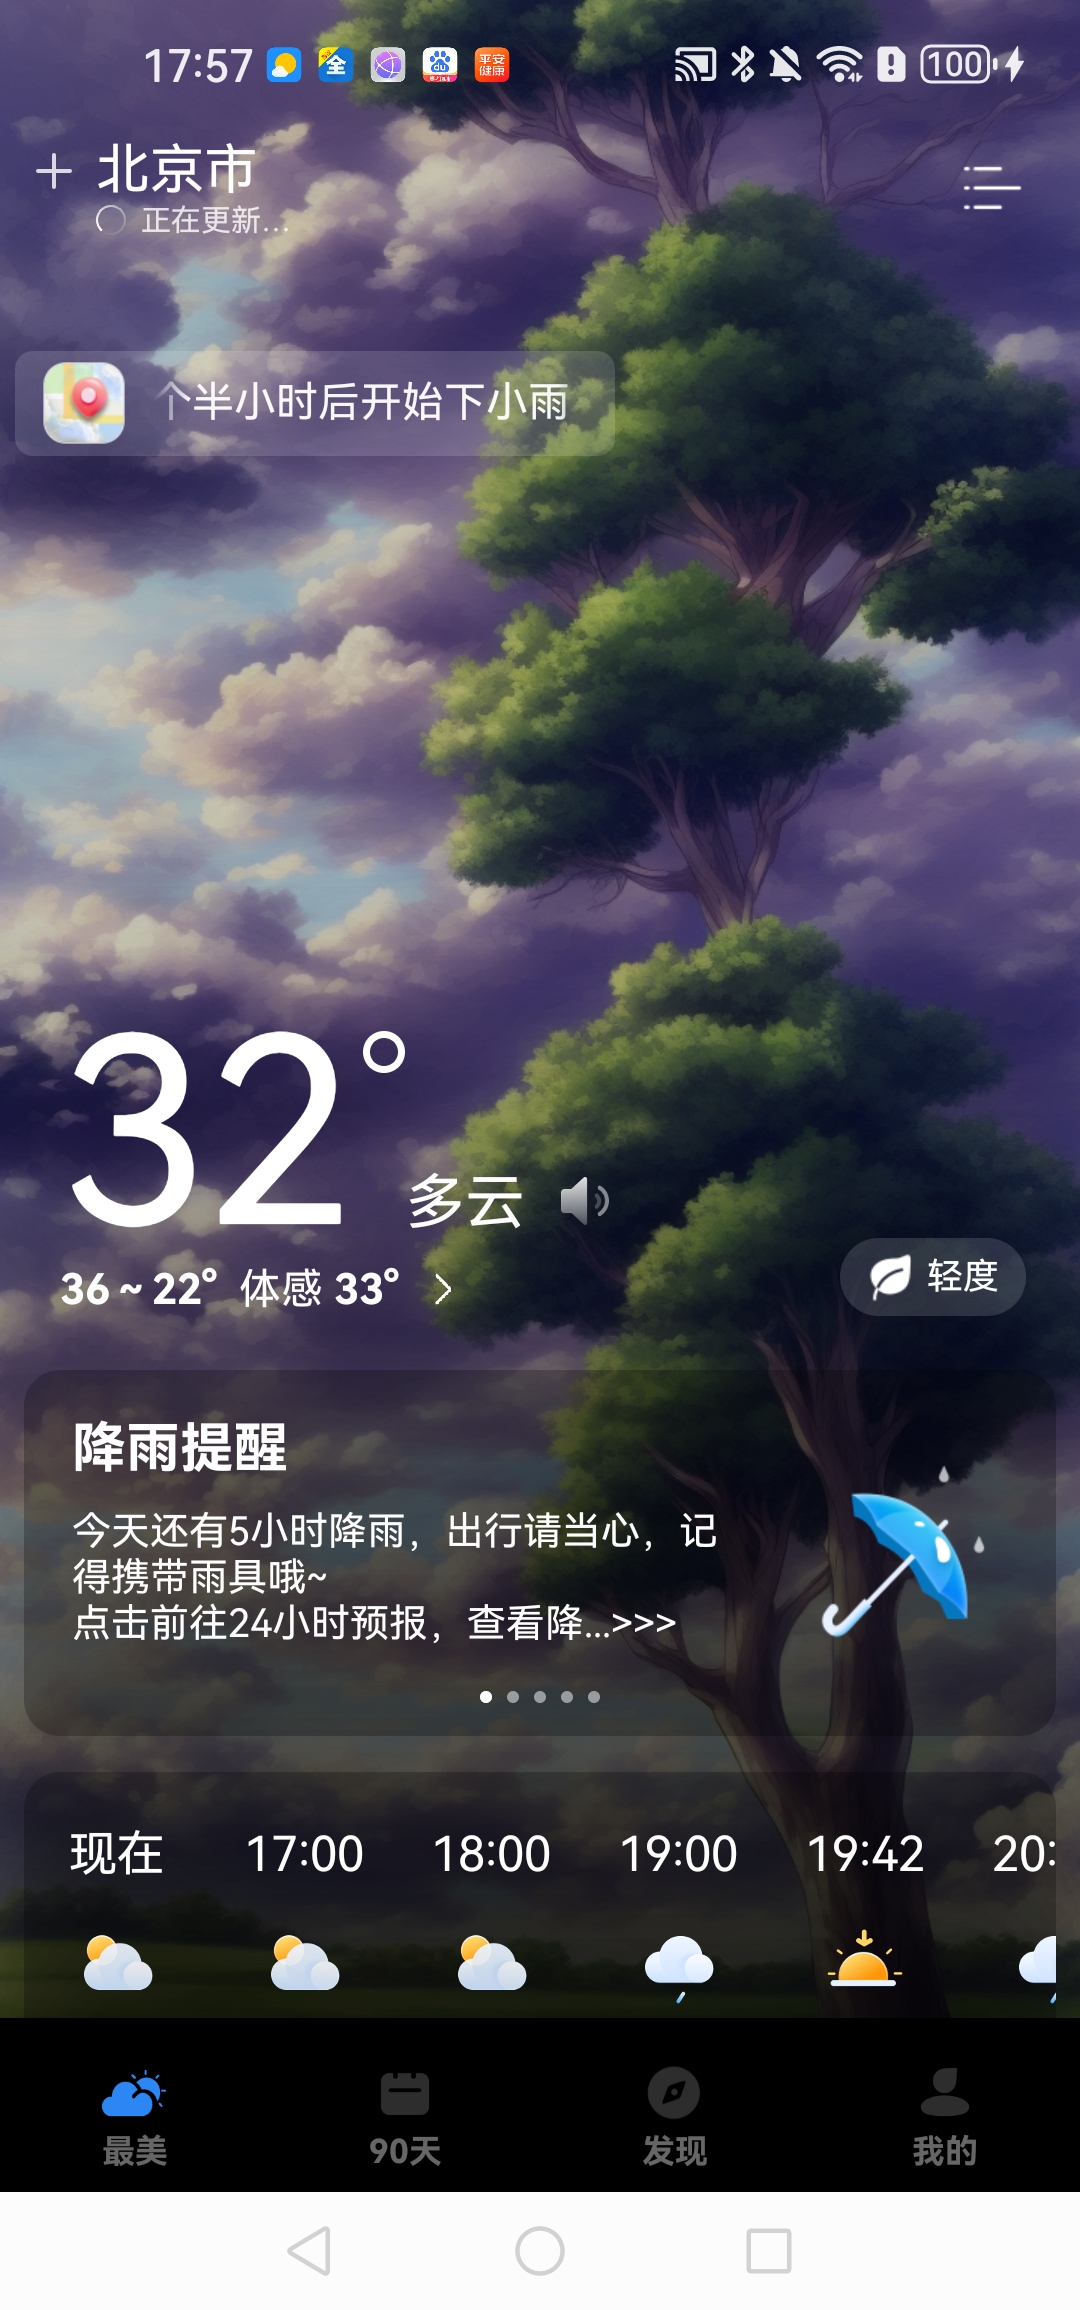 17:57
全
du
平安
健康
100
北京市
正在更新...
个半小时后开始下小雨
32°
多云
36 ~ 22° 体感 33°
轻度
降雨提醒
今天还有5小时降雨，出行请当心，记
得携带雨具哦~
点击前往24小时预报，查看降...>>>
现在 17:00 18:00 19:00 19:42 20:
最美 90天 发现 我的